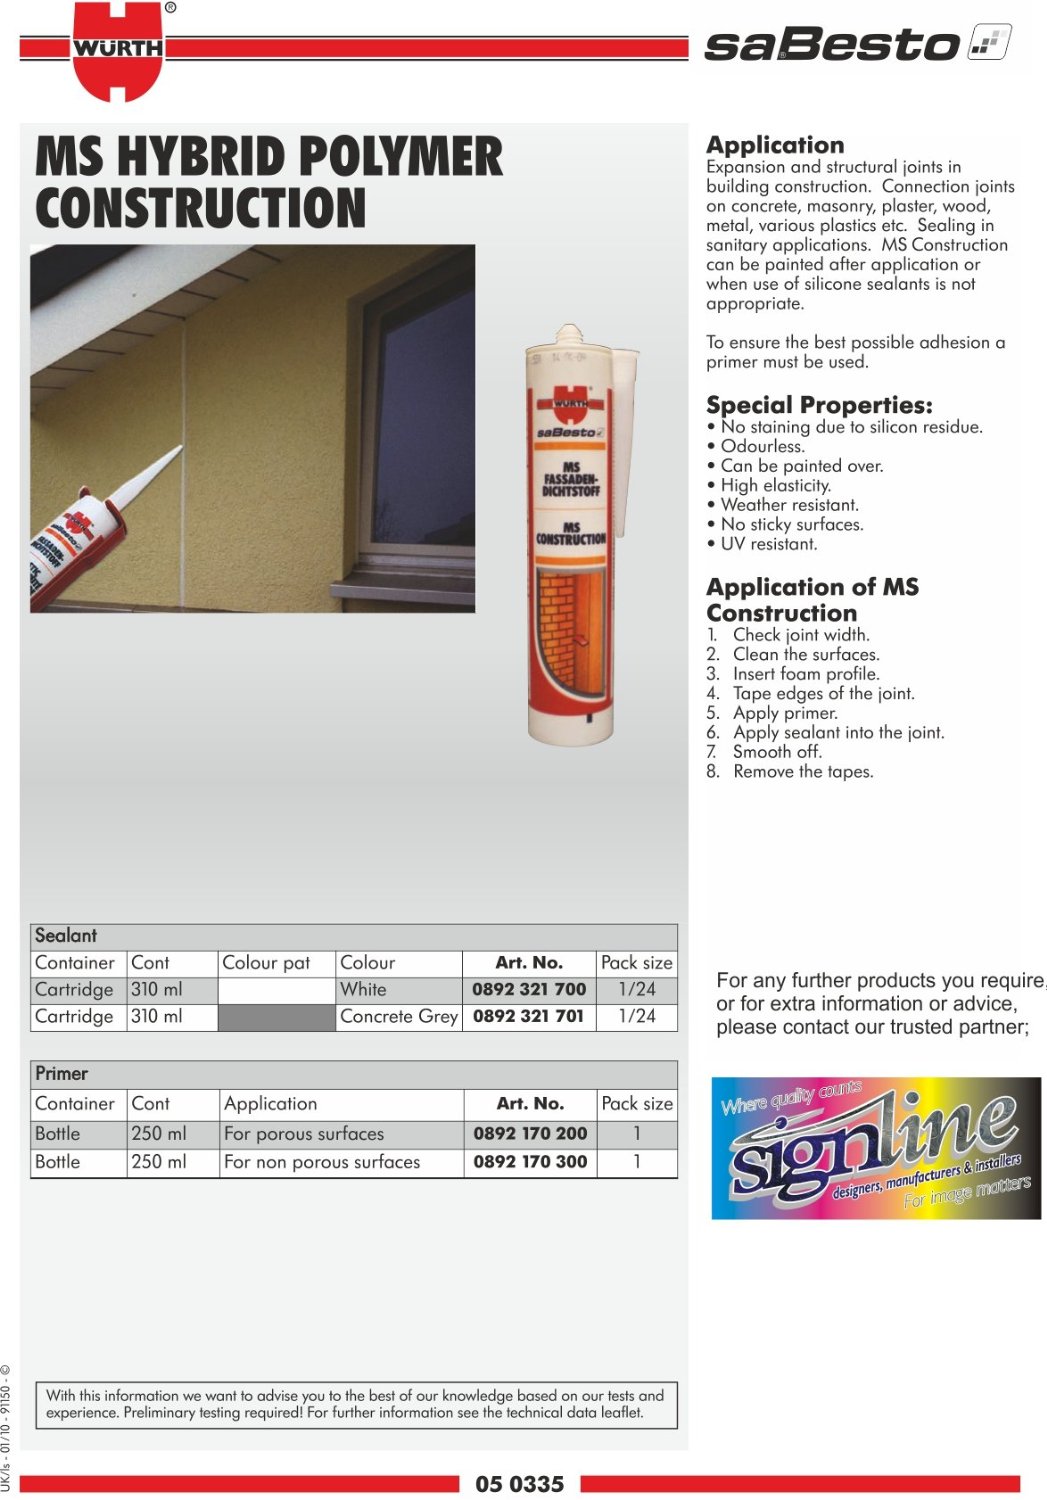 WÜRTH ®
saBesto ®
MS HYBRID POLYMER
CONSTRUCTION
WÜRTH
saBesto
MS
FASSADEN-
DICHTSTOFF
MS
CONSTRUCTION
WÜRTH
saBesto
Application
Expansion and structural joints in
building construction. Connection joints
on concrete, masonry, plaster, wood,
metal, various plastics etc. Sealing in
sanitary applications. MS Construction
can be painted after application or
when use of silicone sealants is not
appropriate.
To ensure the best possible adhesion a
primer must be used.
Special Properties:
• No staining due to silicon residue.
• Odourless.
• Can be painted over.
• High elasticity.
• Weather resistant.
• No sticky surfaces.
• UV resistant.
Application of MS
Construction
1. Check joint width.
2. Clean the surfaces.
3. Insert foam profile.
4. Tape edges of the joint.
5. Apply primer.
6. Apply sealant into the joint.
7. Smooth off.
8. Remove the tapes.
Sealant
Container Cont Colour pat Colour Art. No. Pack size
Cartridge 310 ml White 0892 321 700 1/24
Cartridge 310 ml Concrete Grey 0892 321 701 1/24
Primer
Container Cont Application Art. No. Pack size
Bottle 250 ml For porous surfaces 0892 170 200 1
Bottle 250 ml For non porous surfaces 0892 170 300 1
For any further products you require,
or for extra information or advice,
please contact our trusted partner;
Where quality counts
signline
designers, manufacturers & installers
For image matters
With this information we want to advise you to the best of our knowledge based on our tests and
experience. Preliminary testing required! For further information see the technical data leaflet.
UK/ls - 01/10 - 91150 - ©
05 0335